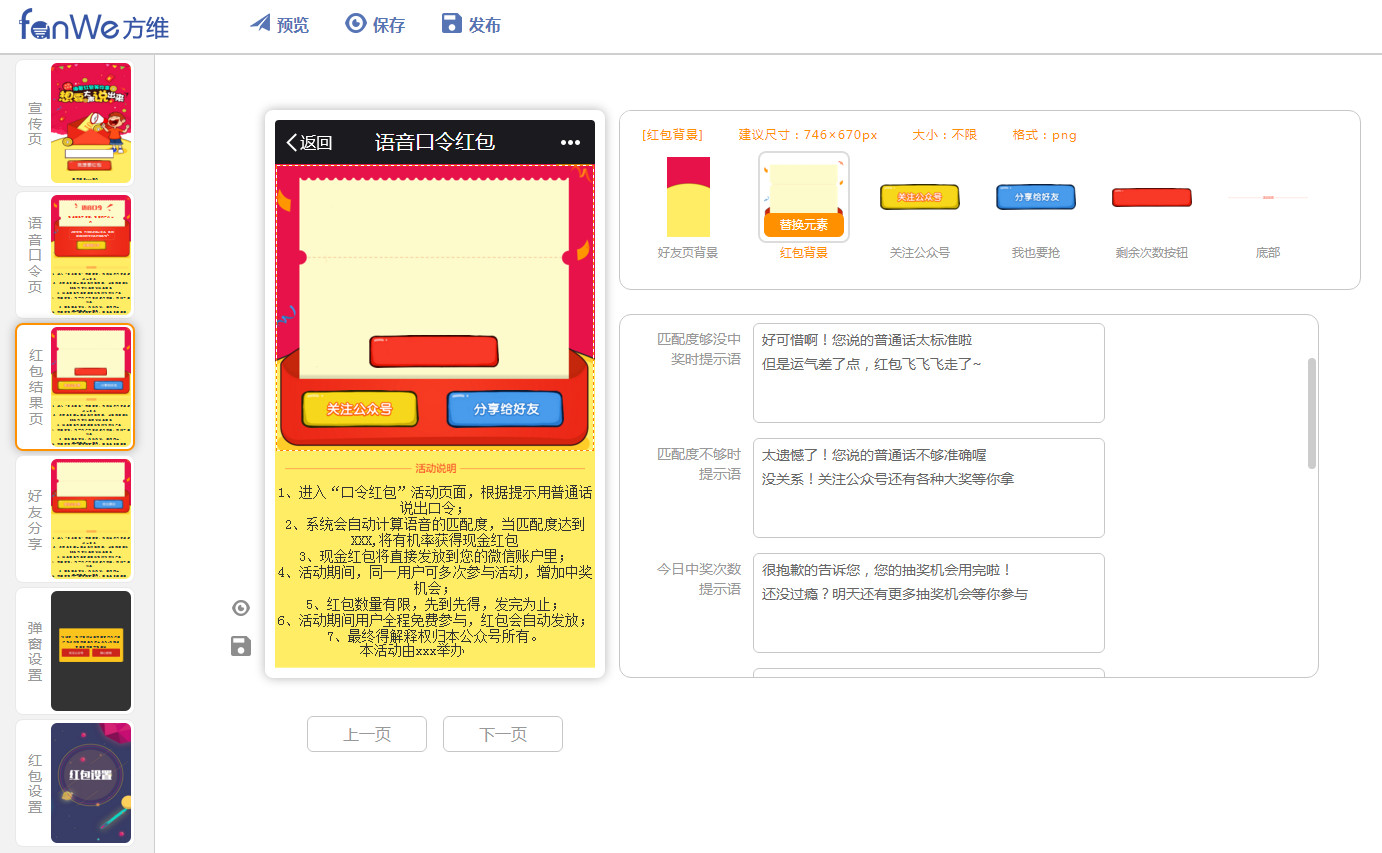 fanWe方维
预览
保存
发布
宣传页
想要大声说出来
语音口令页
红包结果页
好友分享
弹窗设置
红包设置
红包设置
返回
语音口令红包
关注公众号
分享给好友
活动说明
1、进入“口令红包”活动页面，根据提示用普通话
说出口令；
2、系统会自动计算语音的匹配度，当匹配度达到
XXX,将有机率获得现金红包
3、现金红包将直接发放到您的微信账户里；
4、活动期间，同一用户可多次参与活动，增加中奖
机会；
5、红包数量有限，先到先得，发完为止；
6、活动期间用户全程免费参与，红包会自动发放；
7、最终得解释权归本公众号所有。
本活动由xxx举办
上一页
下一页
[红包背景]
建议尺寸：746×670px
大小：不限
格式：png
替换元素
关注公众号
分享给好友
好友页背景
红包背景
关注公众号
我也要抢
剩余次数按钮
底部
匹配度够没中
奖时提示语
好可惜啊！您说的普通话太标准啦
但是运气差了点，红包飞飞飞走了~
匹配度不够时
提示语
太遗憾了！您说的普通话不够准确喔
没关系！关注公众号还有各种大奖等你拿
今日中奖次数
提示语
很抱歉的告诉您，您的抽奖机会用完啦！
还没过瘾？明天还有更多抽奖机会等你参与